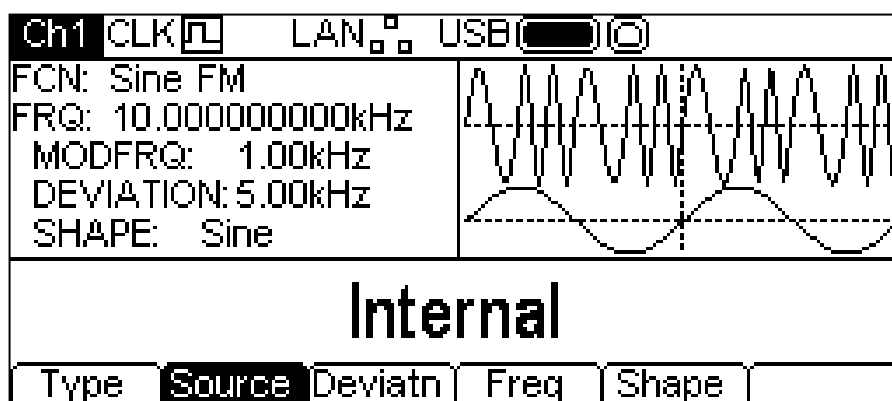 Ch1 CLK LAN USB
FCN: Sine FM
FRQ: 10.000000000kHz
MODFRQ: 1.00kHz
DEVIATION: 5.00kHz
SHAPE: Sine
Internal
Type Source Deviatn Freq Shape